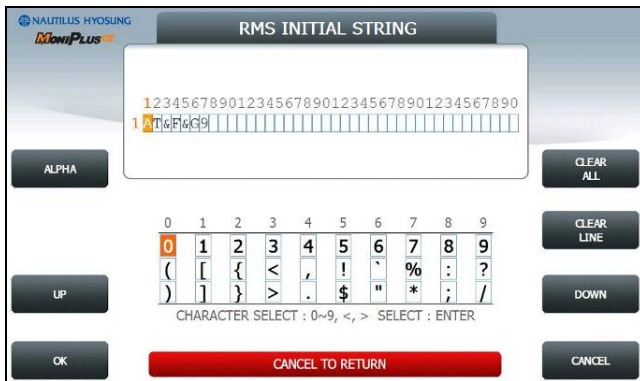 NAUTILUS HYOSUNG
MONiPLUS CE
RMS INITIAL STRING
1234567890123456789012345678901234567890
1 AT&F&G9
ALPHA
CLEAR ALL
0 1 2 3 4 5 6 7 8 9
0 1 2 3 4 5 6 7 8 9
( [ { < , ! ` % : ?
) ] } > . $ " * ; /
CLEAR LINE
UP
DOWN
CHARACTER SELECT : 0~9, <, > SELECT : ENTER
OK
CANCEL TO RETURN
CANCEL